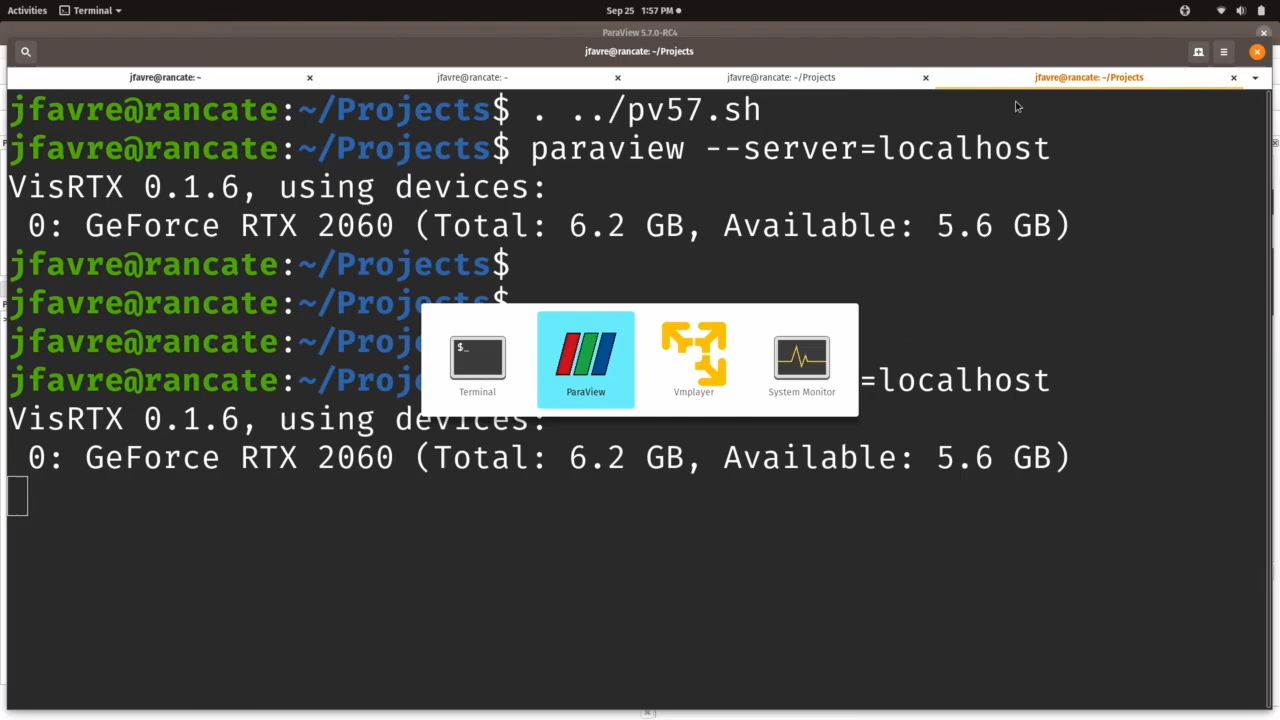 Activities Terminal Sep 25 1:57 PM
ParaView 5.7.0-RC4
jfavre@rancate: ~/Projects
jfavre@rancate: ~ jfavre@rancate: ~ jfavre@rancate: ~/Projects jfavre@rancate: ~/Projects
jfavre@rancate:~/Projects$ . ../pv57.sh
jfavre@rancate:~/Projects$ paraview --server=localhost
VisRTX 0.1.6, using devices:
0: GeForce RTX 2060 (Total: 6.2 GB, Available: 5.6 GB)
jfavre@rancate:~/Projects$
jfavre@rancate:~/Projects$
jfavre@rancate:~/Proje
jfavre@rancate:~/Proje =localhost
VisRTX 0.1.6, using devices:
0: GeForce RTX 2060 (Total: 6.2 GB, Available: 5.6 GB)
$_
Terminal ParaView Vmplayer System Monitor